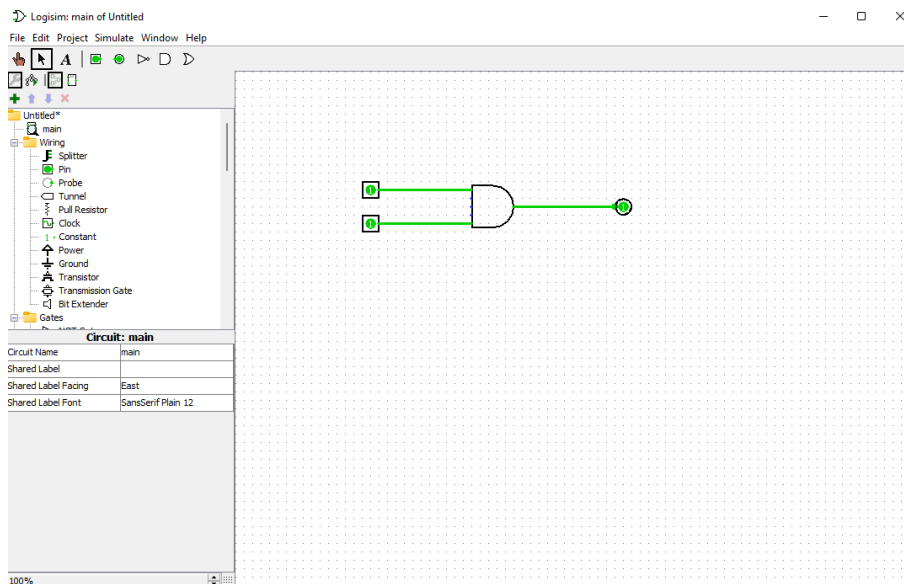 Logisim: main of Untitled
File Edit Project Simulate Window Help
A
Untitled*
main
Wiring
Splitter
Pin
Probe
Tunnel
Pull Resistor
Clock
1 Constant
Power
Ground
Transistor
Transmission Gate
Bit Extender
Gates
Circuit: main
Circuit Name main
Shared Label
Shared Label Facing East
Shared Label Font SansSerif Plain 12
100%
1
1
1